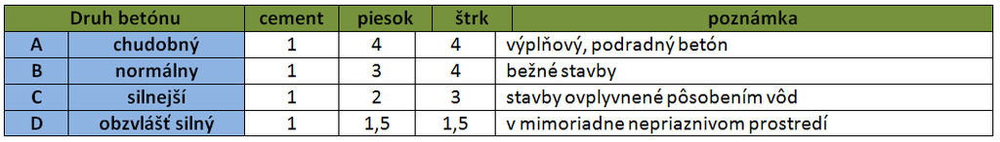 Druh betónu cement piesok štrk poznámka
A chudobný 1 4 4 výplňový, podradný betón
B normálny 1 3 4 bežné stavby
C silnejší 1 2 3 stavby ovplyvnené pôsobením vôd
D obzvlášť silný 1 1,5 1,5 v mimoriadne nepriaznivom prostredí